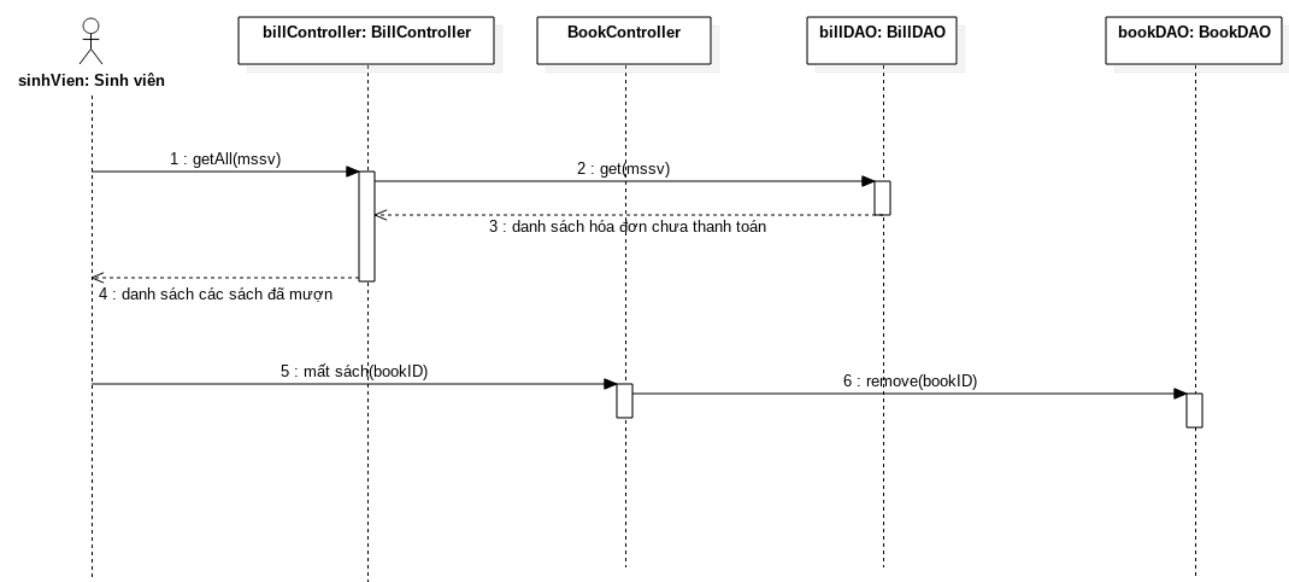 billController: BillController
BookController
billDAO: BillDAO
bookDAO: BookDAO
sinhVien: Sinh viên
1 : getAll(mssv)
2 : get(mssv)
3 : danh sách hóa đơn chưa thanh toán
4 : danh sách các sách đã mượn
5 : mất sách(bookID)
6 : remove(bookID)